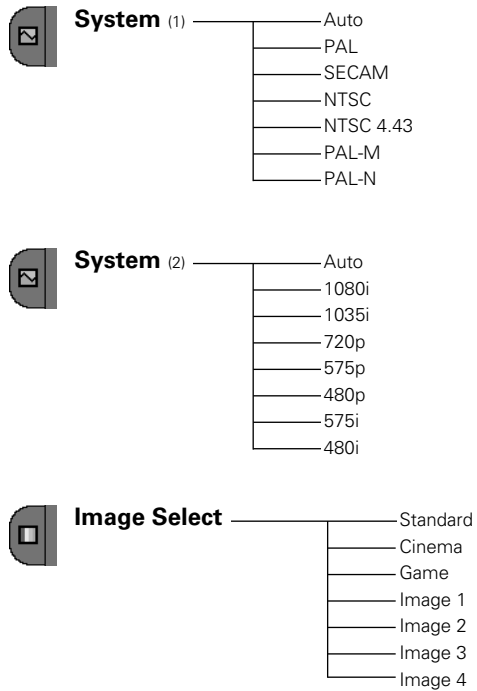 System (1)
Auto
PAL
SECAM
NTSC
NTSC 4.43
PAL-M
PAL-N
System (2)
Auto
1080i
1035i
720p
575p
480p
575i
480i
Image Select
Standard
Cinema
Game
Image 1
Image 2
Image 3
Image 4